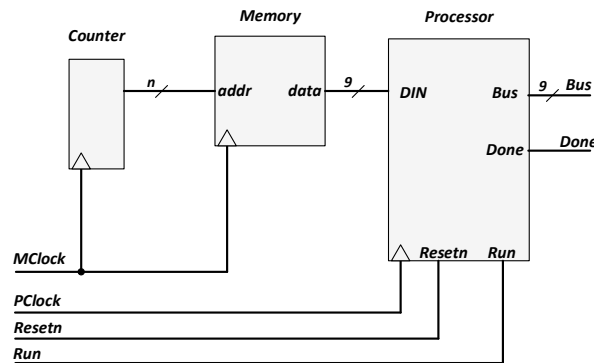 Counter
Memory
Processor
n
addr
data
9
DIN
Bus
9
Bus
Done
Done
MClock
Resetn
Run
PClock
Resetn
Run